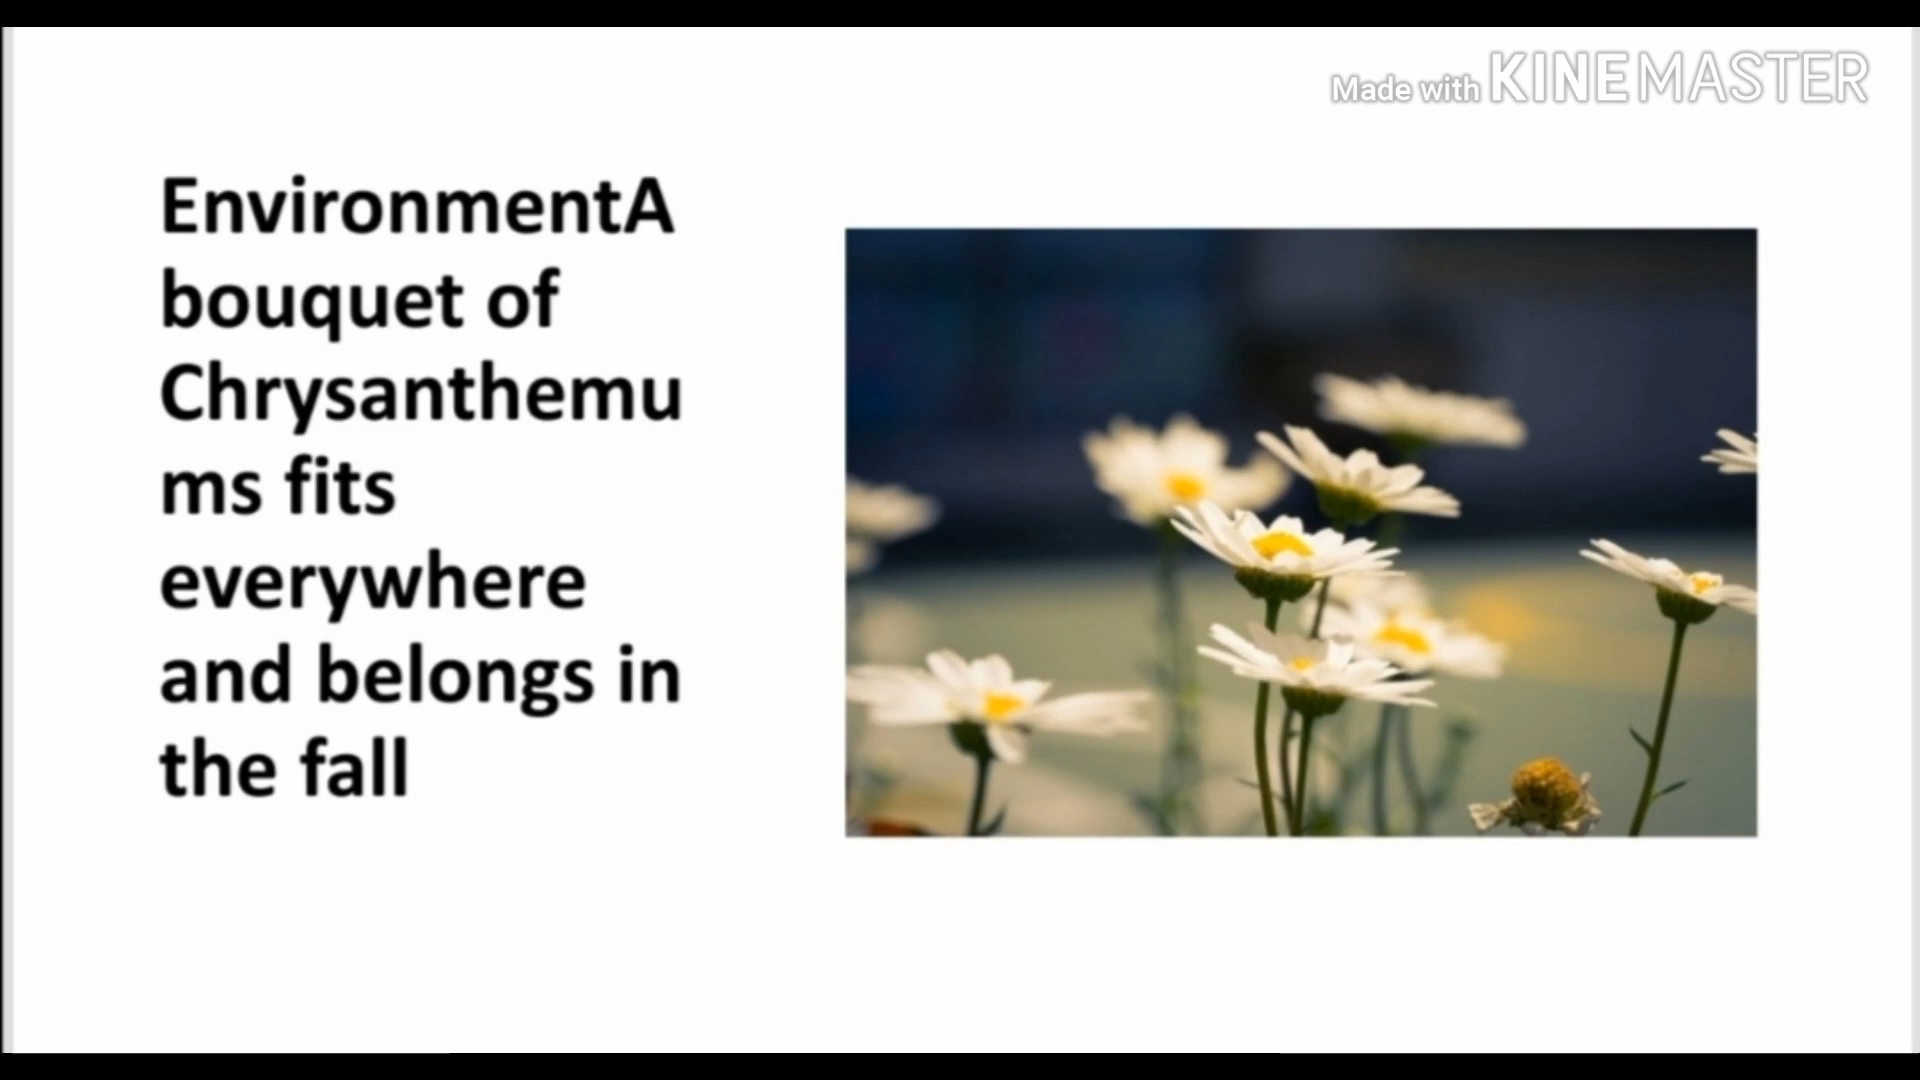 Made with KINEMASTER
EnvironmentA
bouquet of
Chrysanthemu
ms fits
everywhere
and belongs in
the fall